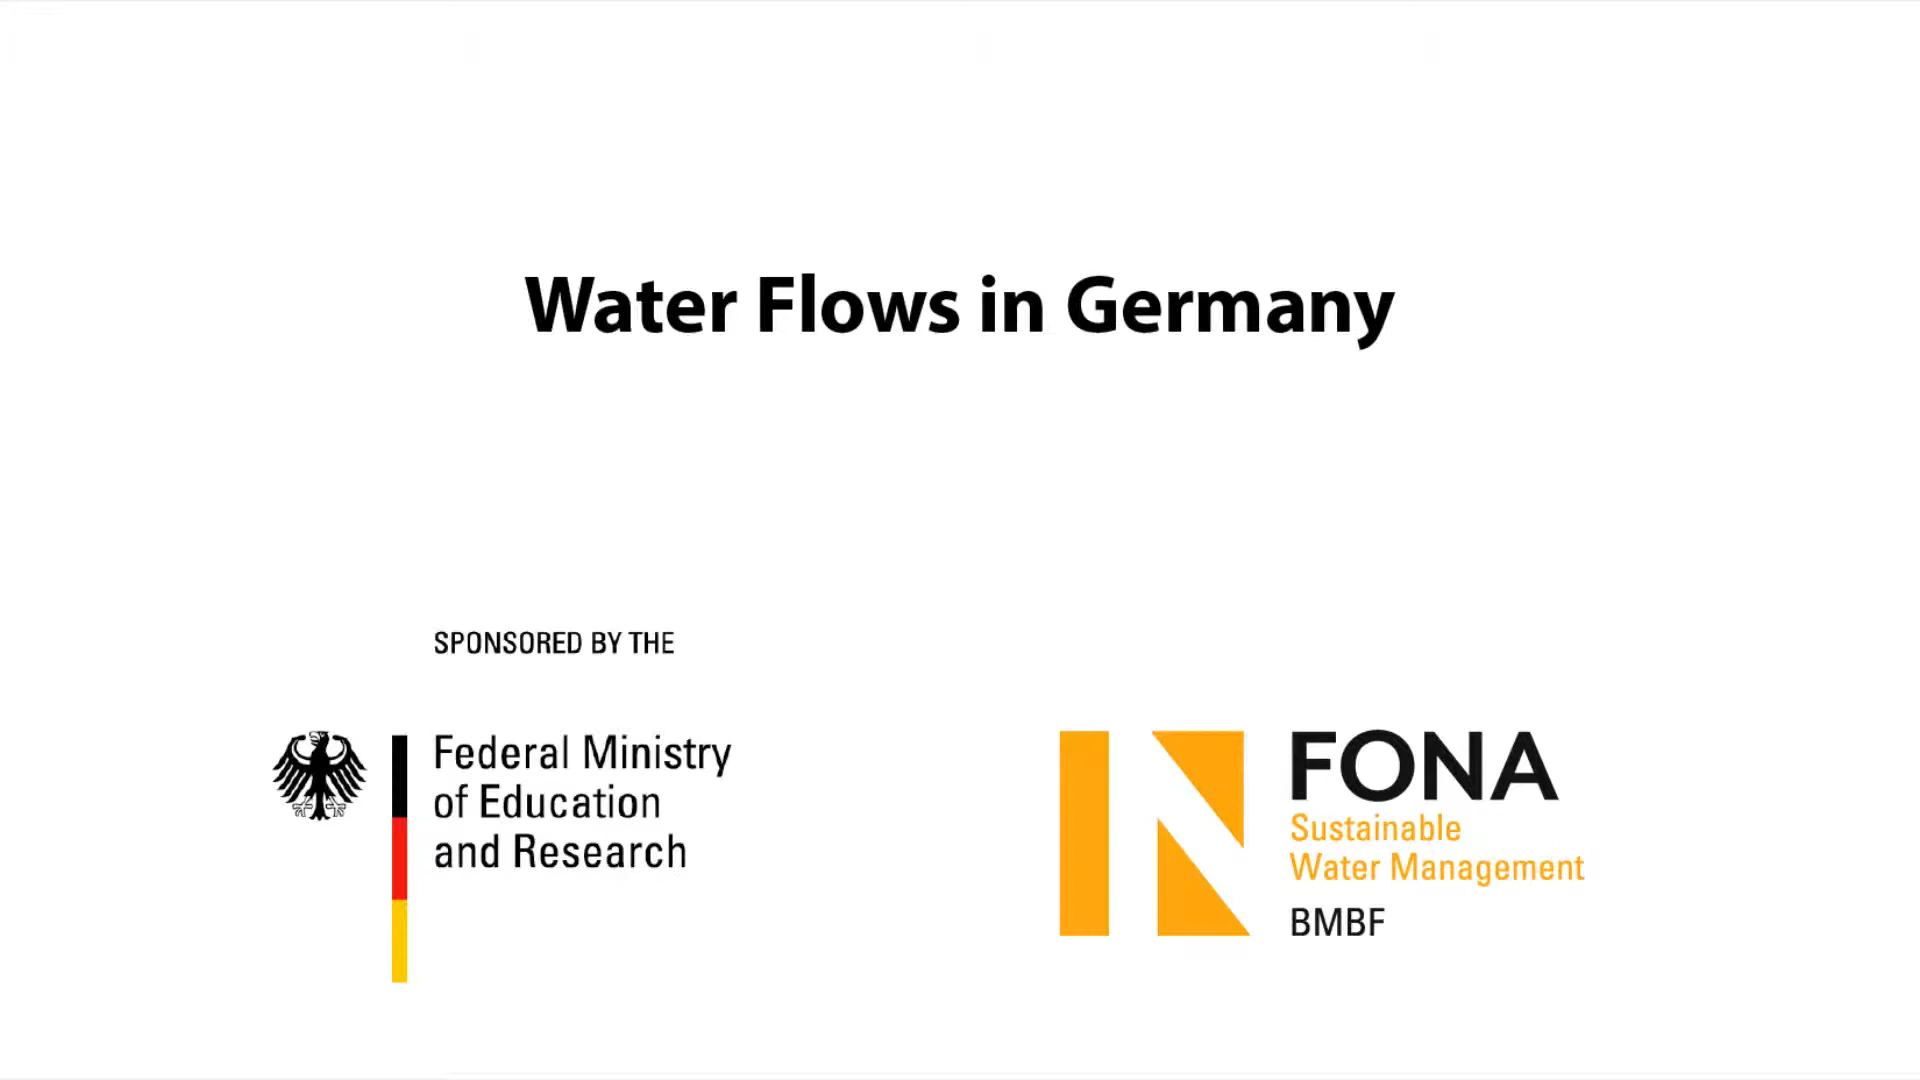 Water Flows in Germany
SPONSORED BY THE
Federal Ministry
of Education
and Research
FONA
Sustainable
Water Management
BMBF